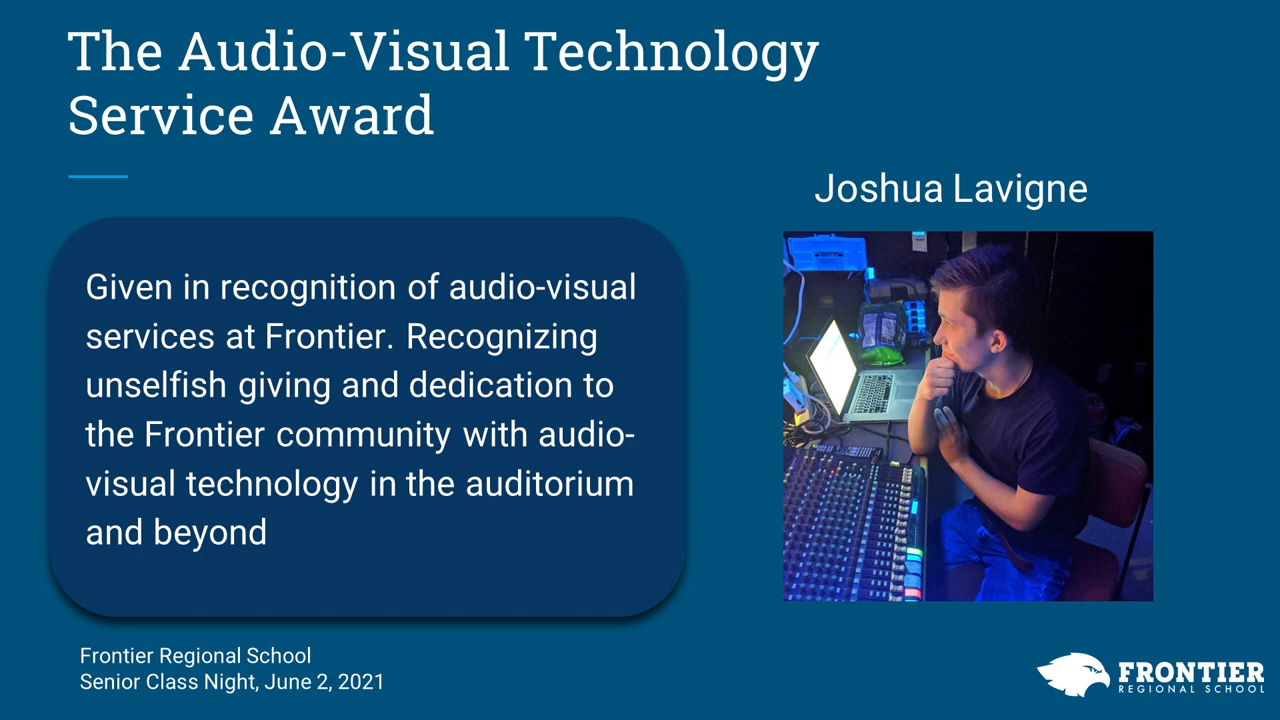 The Audio-Visual Technology
Service Award
Joshua Lavigne
Given in recognition of audio-visual
services at Frontier. Recognizing
unselfish giving and dedication to
the Frontier community with audio-
visual technology in the auditorium
and beyond
Frontier Regional School
Senior Class Night, June 2, 2021
FRONTIER
REGIONAL SCHOOL